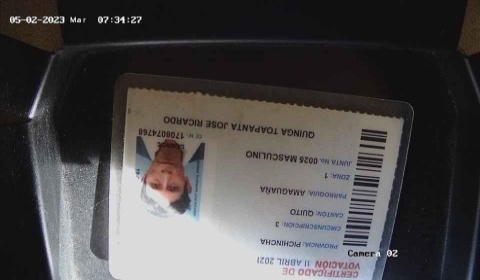 05-02-2023 Mar 07:34:27
CERTIFICADO DE
VOTACIÓN 11 ABRIL 2021
PROVINCIA: PICHINCHA
CIRCUNSCRIPCIÓN: 3
CANTÓN: QUITO
PARROQUIA: AMAGUAÑA
ZONA: 1
JUNTA No. 0025 MASCULINO
CC N: 1708074768
QUINGA TOAPANTA JOSE RICARDO
Camera 02